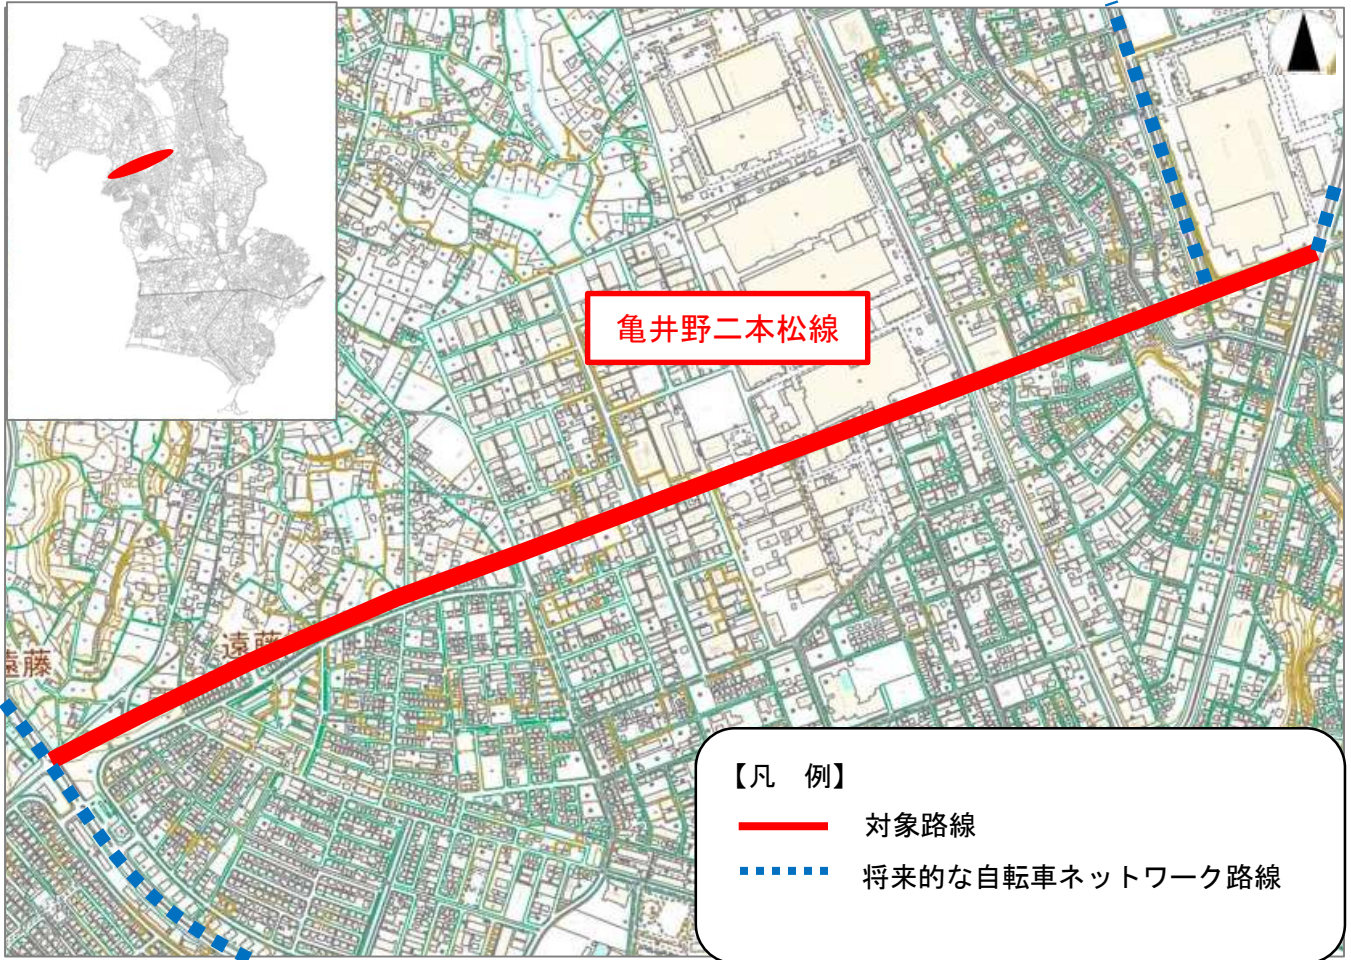 亀井野二本松線
遠藤
遠藤
【凡　例】
対象路線
将来的な自転車ネットワーク路線